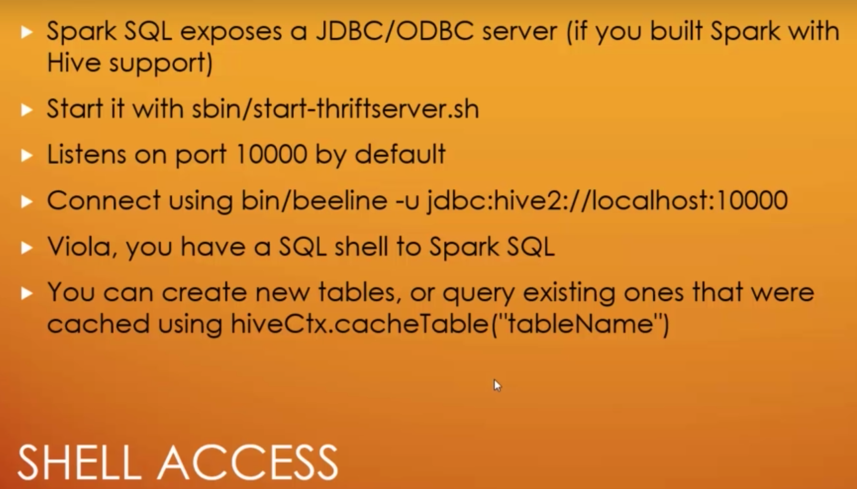 Spark SQL exposes a JDBC/ODBC server (if you built Spark with
Hive support)
Start it with sbin/start-thriftserver.sh
Listens on port 10000 by default
Connect using bin/beeline -u jdbc:hive2://localhost:10000
Viola, you have a SQL shell to Spark SQL
You can create new tables, or query existing ones that were
cached using hiveCtx.cacheTable("tableName")
SHELL ACCESS